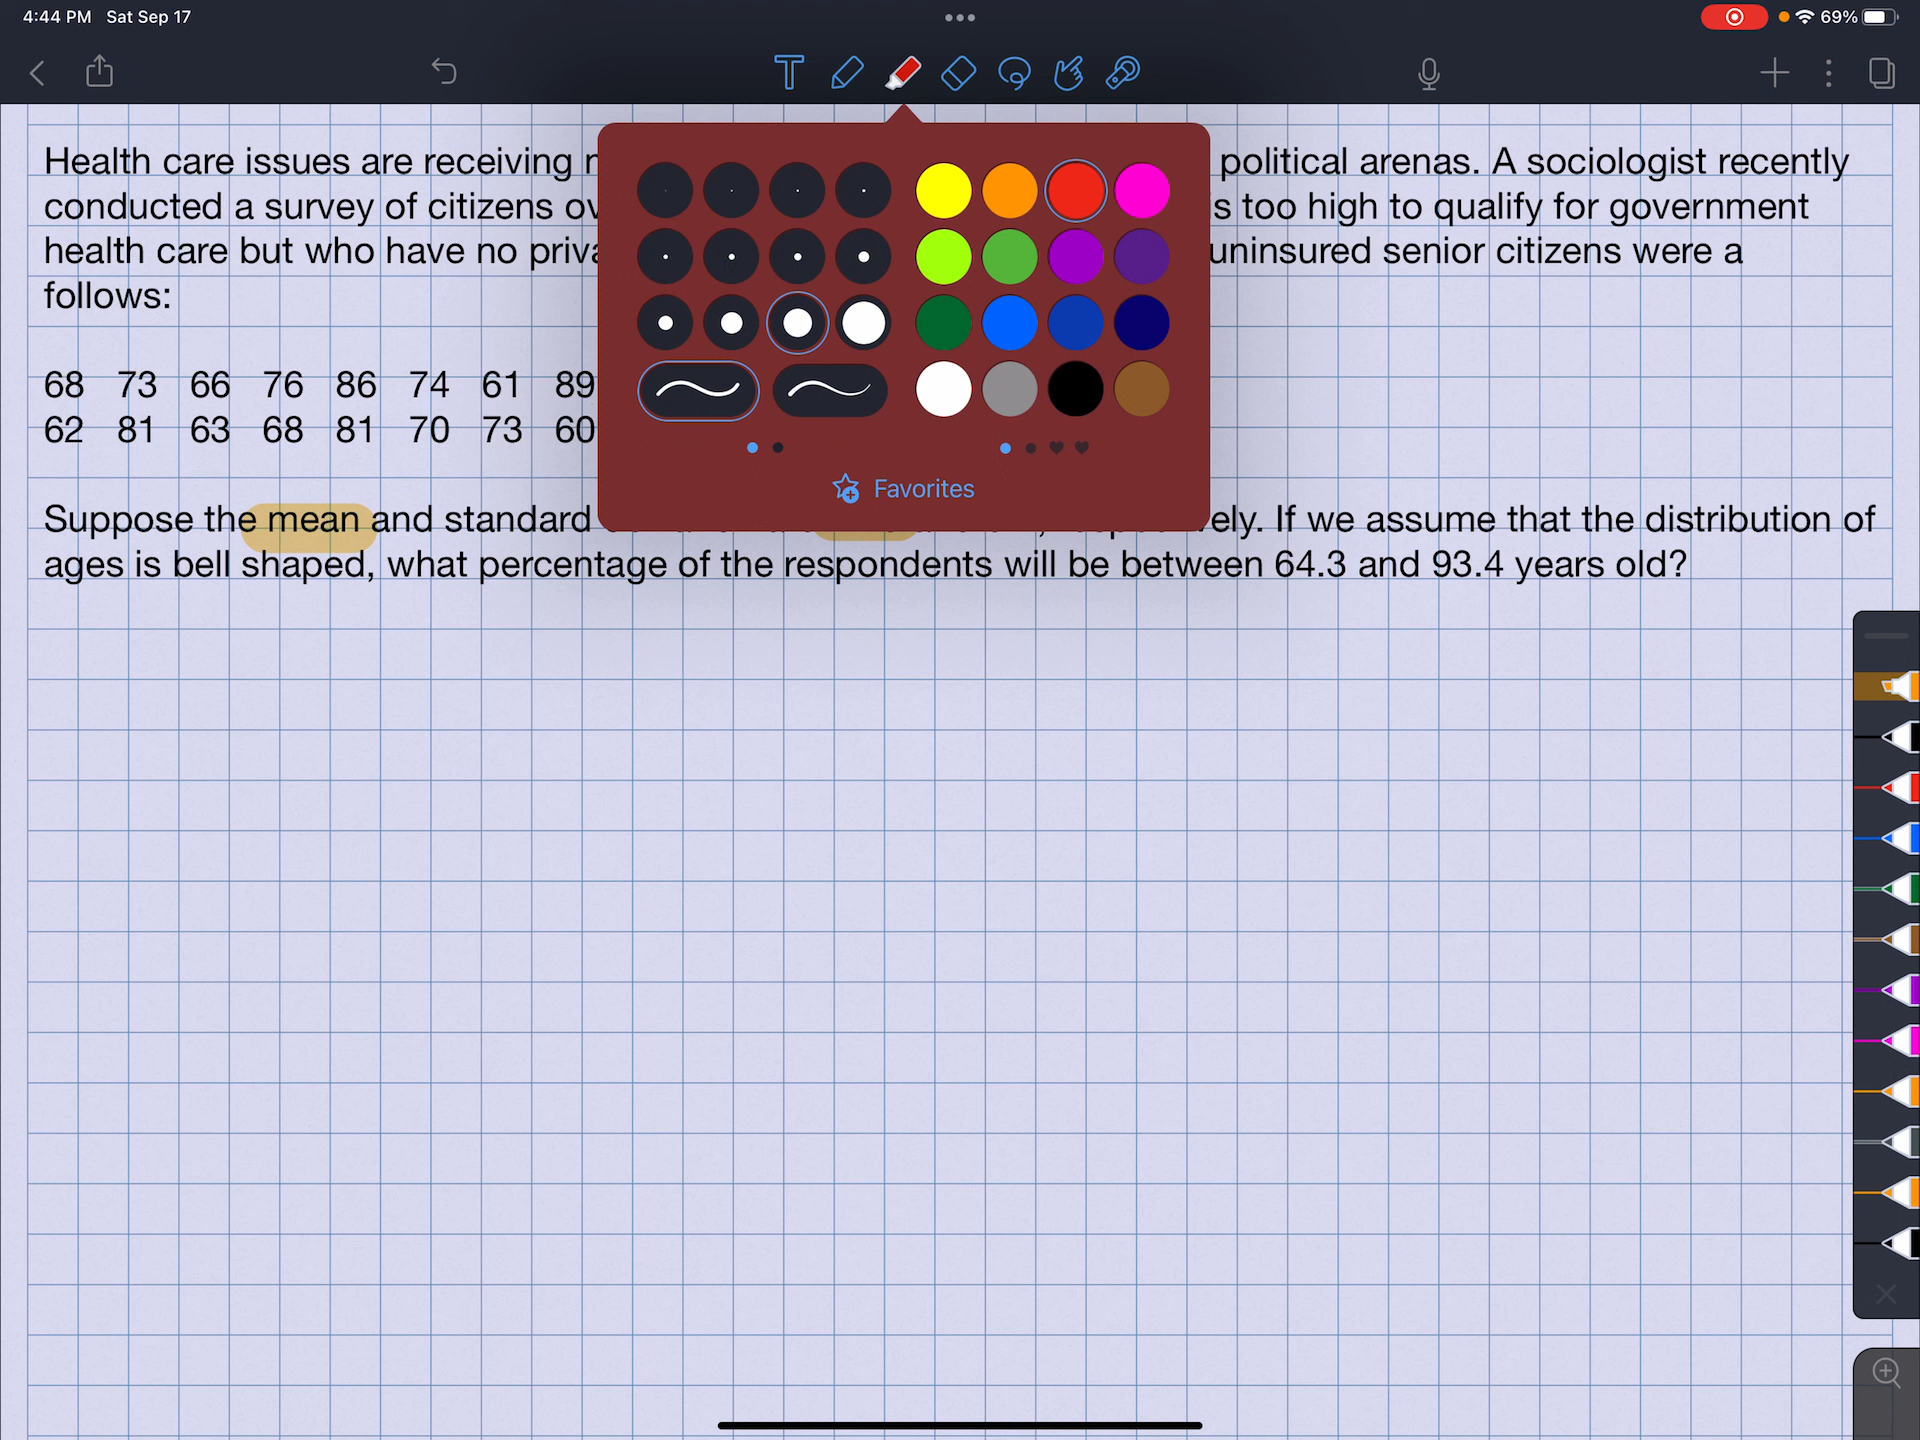 4:44 PM Sat Sep 17
69%
Health care issues are receiving political arenas. A sociologist recently
conducted a survey of citizens too high to qualify for government
health care but who have no uninsured senior citizens were a
follows:
68 73 66 76 86 74 61 89
62 81 63 68 81 70 73 60
Favorites
Suppose the mean and standard ely. If we assume that the distribution of
ages is bell shaped, what percentage of the respondents will be between 64.3 and 93.4 years old?